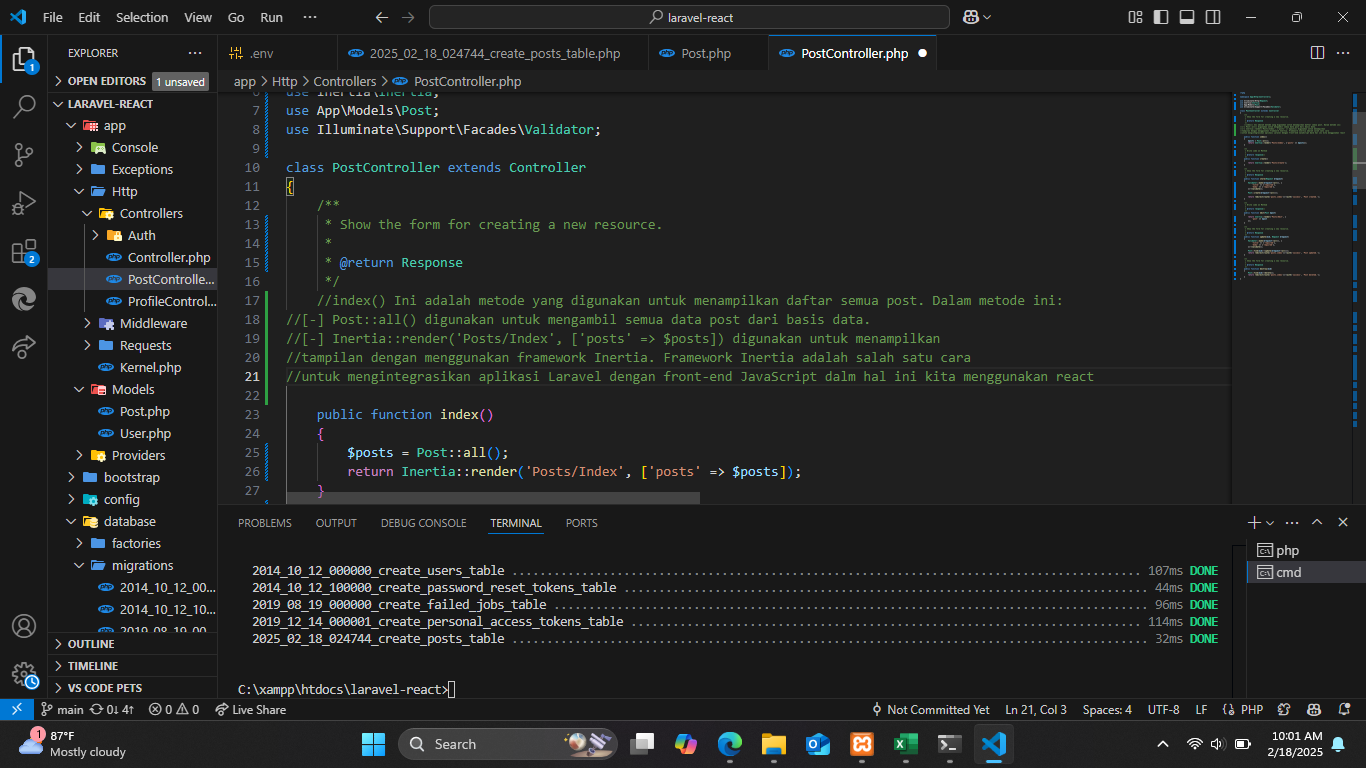 File Edit Selection View Go Run ··· laravel-react
EXPLORER ···
OPEN EDITORS 1 unsaved
LARAVEL-REACT
app
Console
Exceptions
Http
Controllers
Auth
Controller.php
PostControlle...
ProfileControl...
Middleware
Requests
Kernel.php
Models
Post.php
User.php
Providers
bootstrap
config
database
factories
migrations
2014_10_12_00...
2014_10_12_10...
2019_08_19_00...
OUTLINE
TIMELINE
VS CODE PETS
1
2
.env 2025_02_18_024744_create_posts_table.php Post.php PostController.php
app > Http > Controllers > PostController.php
6 use Inertia\Inertia;
7 use App\Models\Post;
8 use Illuminate\Support\Facades\Validator;
9
10 class PostController extends Controller
11 {
12 /**
13 * Show the form for creating a new resource.
14 *
15 * @return Response
16 */
17 //index() Ini adalah metode yang digunakan untuk menampilkan daftar semua post. Dalam metode ini:
18 //[-] Post::all() digunakan untuk mengambil semua data post dari basis data.
19 //[-] Inertia::render('Posts/Index', ['posts' => $posts]) digunakan untuk menampilkan
20 //tampilan dengan menggunakan framework Inertia. Framework Inertia adalah salah satu cara
21 //untuk mengintegrasikan aplikasi Laravel dengan front-end JavaScript dalm hal ini kita menggunakan react
22
23 public function index()
24 {
25 $posts = Post::all();
26 return Inertia::render('Posts/Index', ['posts' => $posts]);
27 }
PROBLEMS OUTPUT DEBUG CONSOLE TERMINAL PORTS
2014_10_12_000000_create_users_table ........ 107ms DONE
2014_10_12_100000_create_password_reset_tokens_table ........ 44ms DONE
2019_08_19_000000_create_failed_jobs_table ........ 96ms DONE
2019_12_14_000001_create_personal_access_tokens_table ........ 114ms DONE
2025_02_18_024744_create_posts_table ........ 32ms DONE
C:\xampp\htdocs\laravel-react>
php
cmd
main 0↓ 4↑ 0 0 Live Share Not Committed Yet Ln 21, Col 3 Spaces: 4 UTF-8 LF PHP
1 87°F
Mostly cloudy
Search
10:01 AM
2/18/2025